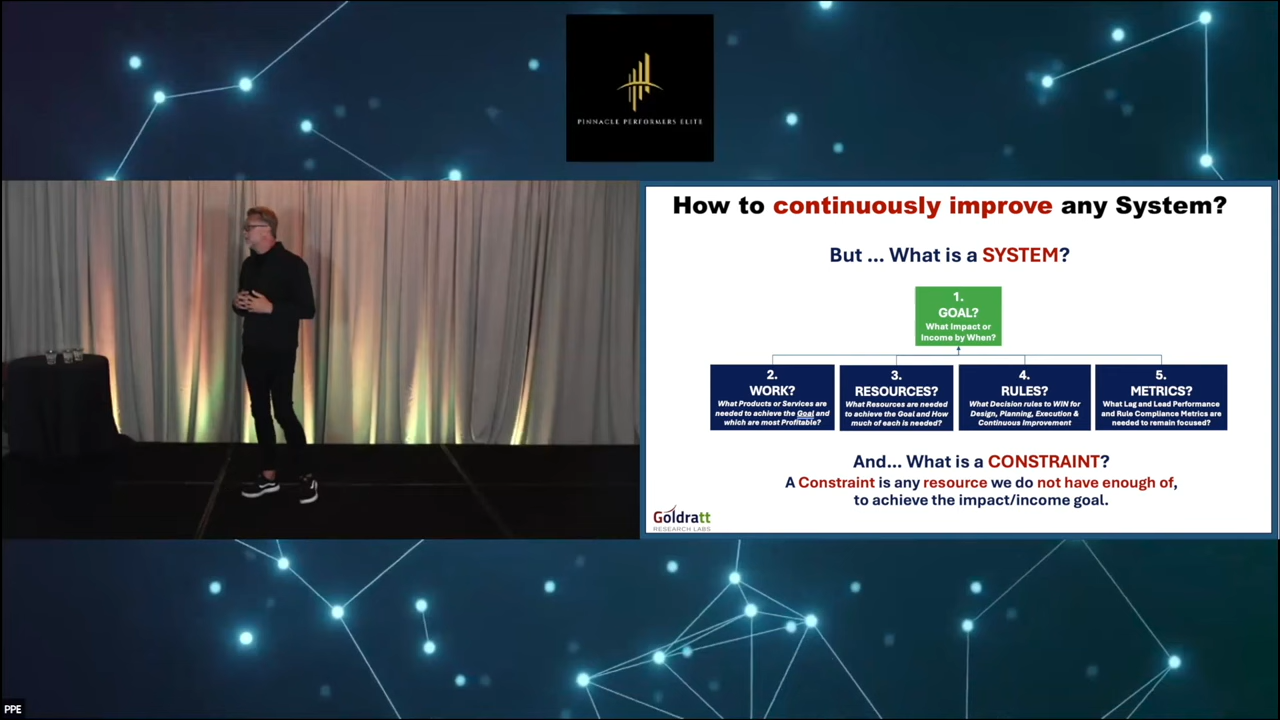 PINNACLE PERFORMERS ELITE
How to continuously improve any System?
But ... What is a SYSTEM?
1.
GOAL?
What Impact or
Income by When?
2.
WORK?
What Products or Services are
needed to achieve the Goal and
which are most Profitable?
3.
RESOURCES?
What Resources are needed
to achieve the Goal and How
much of each is needed?
4.
RULES?
What Decision rules to WIN for
Design, Planning, Execution &
Continuous Improvement
5.
METRICS?
What Lag and Lead Performance
and Rule Compliance Metrics are
needed to remain focused?
And... What is a CONSTRAINT?
A Constraint is any resource we do not have enough of,
to achieve the impact/income goal.
Goldratt
RESEARCH LABS
PPE